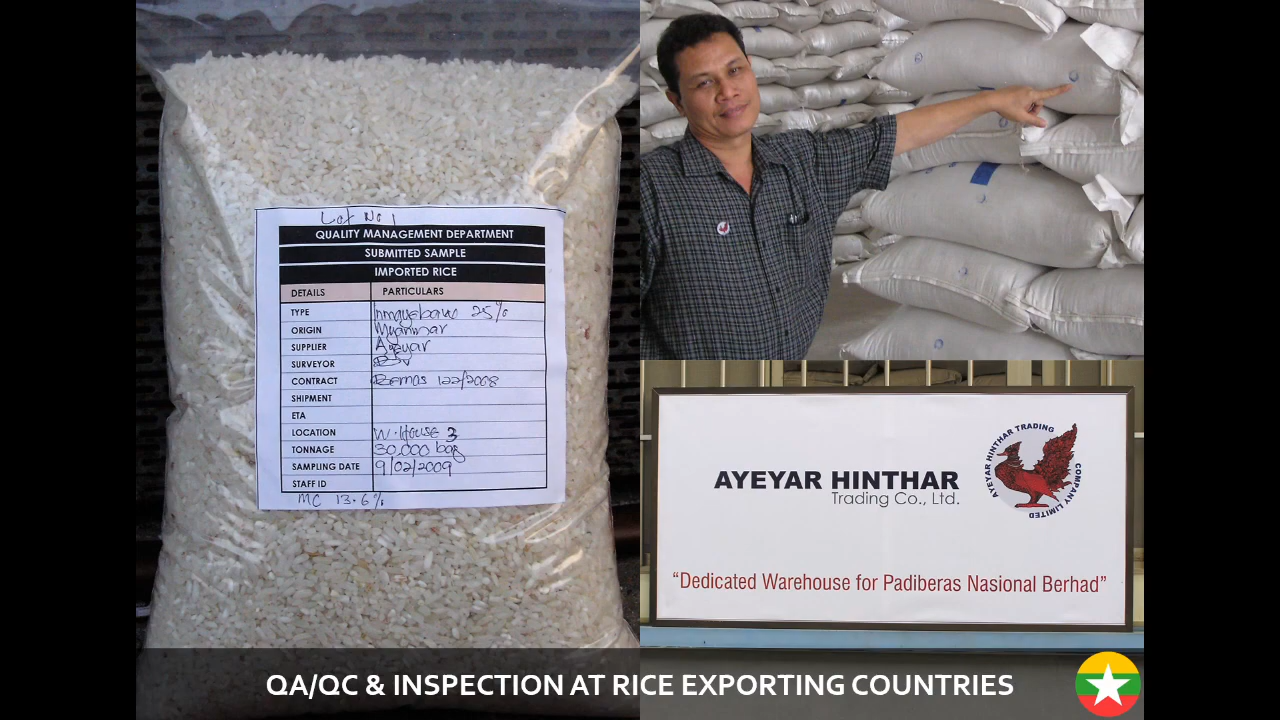 Lot No 1
QUALITY MANAGEMENT DEPARTMENT
SUBMITTED SAMPLE
IMPORTED RICE
DETAILS PARTICULARS
TYPE 25%
ORIGIN Myanmar
SUPPLIER Ayeyar
SURVEYOR
CONTRACT Bernas 122/2008
SHIPMENT
ETA
LOCATION W.House 3
TONNAGE 30,000 bag
SAMPLING DATE 9/02/2009
STAFF ID
MC 13.6%
AYEYAR HINTHAR
Trading Co., Ltd.
AYEYAR HINTHAR TRADING
COMPANY LIMITED
“Dedicated Warehouse for Padiberas Nasional Berhad”
QA/QC & INSPECTION AT RICE EXPORTING COUNTRIES